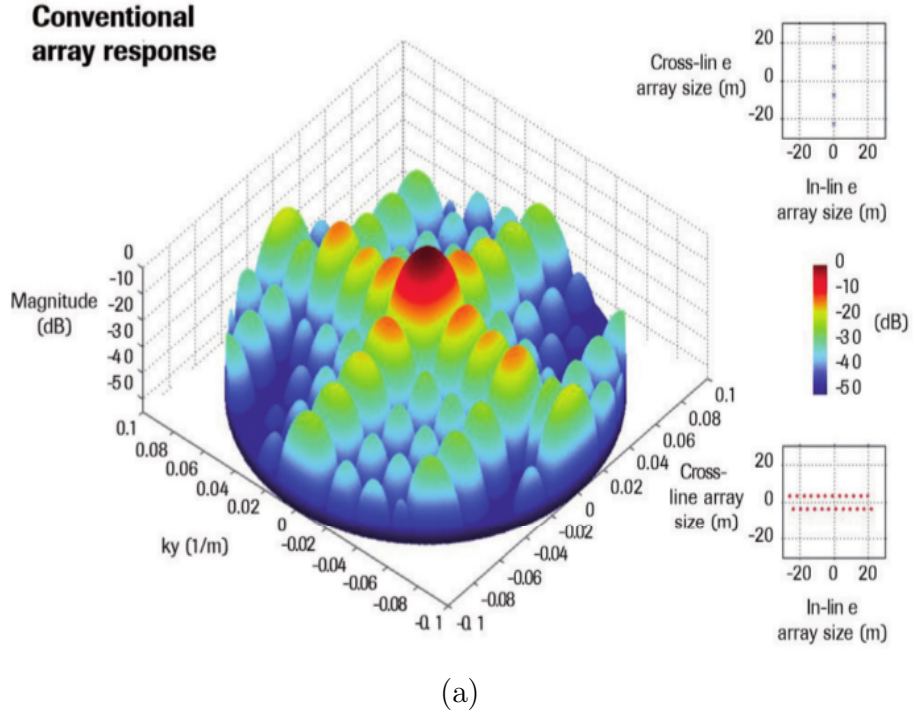 Conventional
array response
20
0
-20
Cross-lin e
array size (m)
-20 0 20
In-lin e
array size (m)
0
-10
-20
-30
-40
-50
Magnitude
(dB)
0
-10
-20
-30
-40
-50
(dB)
0.1
0.08
0.06
0.04
0.02
0
-0.02
-0.04
-0.06
-0.08
-0.1
ky (1/m)
0.1
0.08
0.06
0.04
0.02
0
-0.02
-0.04
-0.06
-0.08
-0.1
Cross-
line array
size (m)
20
0
-20
-20 0 20
In-lin e
array size (m)
(a)